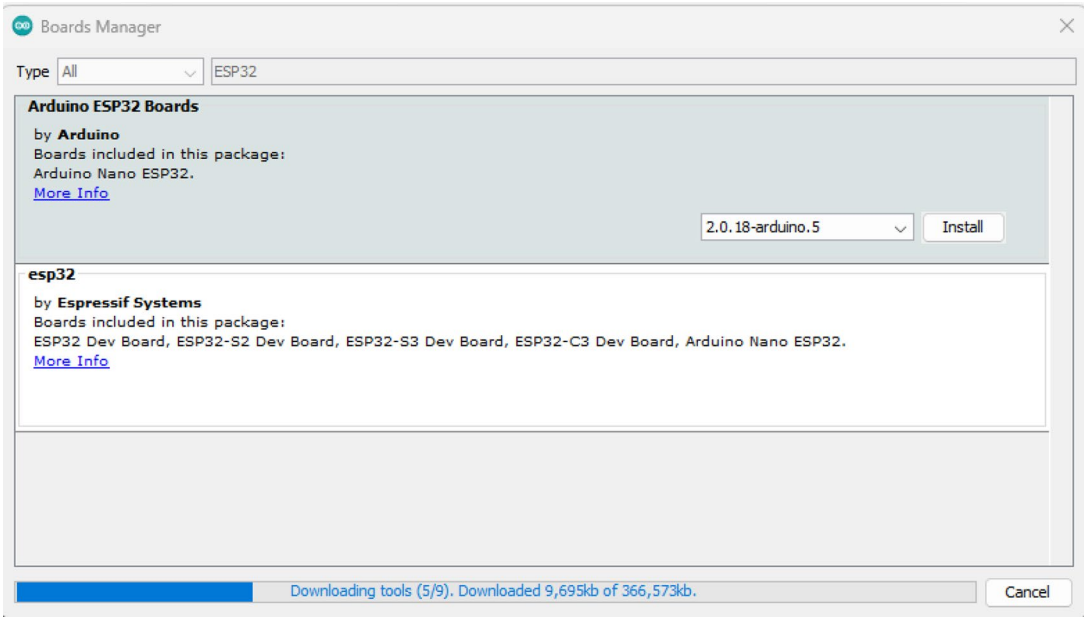 Boards Manager
Type All ESP32
Arduino ESP32 Boards
by Arduino
Boards included in this package:
Arduino Nano ESP32.
More Info
2.0.18-arduino.5 Install
esp32
by Espressif Systems
Boards included in this package:
ESP32 Dev Board, ESP32-S2 Dev Board, ESP32-S3 Dev Board, ESP32-C3 Dev Board, Arduino Nano ESP32.
More Info
Downloading tools (5/9). Downloaded 9,695kb of 366,573kb. Cancel